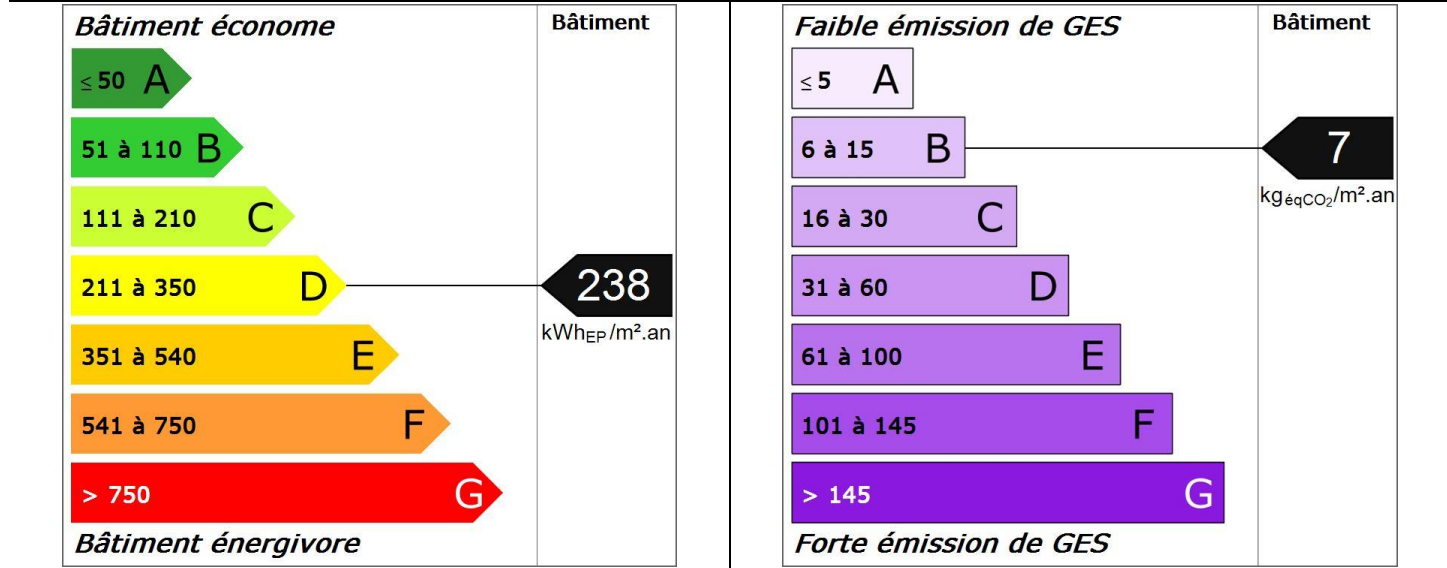 Bâtiment économe
Bâtiment
≤ 50 A
51 à 110 B
111 à 210 C
211 à 350 D
238
kWhEP/m².an
351 à 540 E
541 à 750 F
> 750 G
Bâtiment énergivore
Faible émission de GES
Bâtiment
≤ 5 A
6 à 15 B
7
kgéqCO2/m².an
16 à 30 C
31 à 60 D
61 à 100 E
101 à 145 F
> 145 G
Forte émission de GES